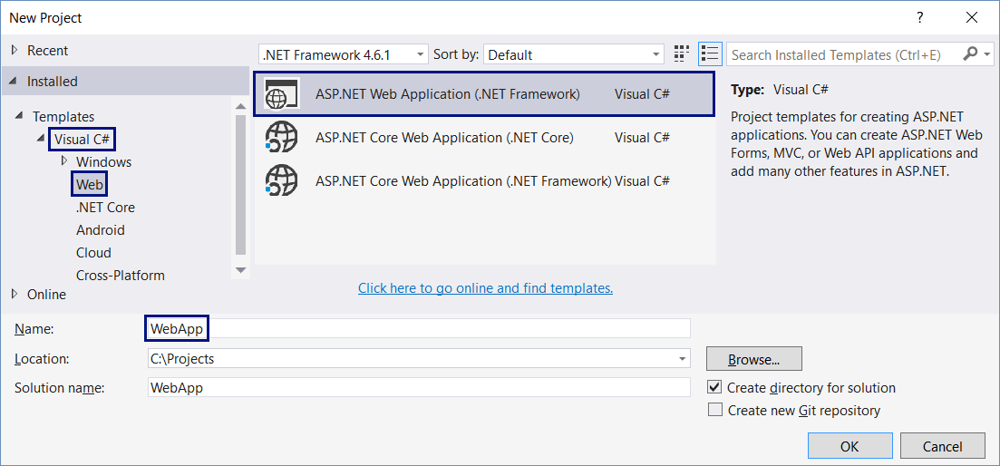 New Project
?
Recent
.NET Framework 4.6.1
Sort by:
Default
Search Installed Templates (Ctrl+E)
Installed
Templates
Visual C#
Windows
Web
.NET Core
Android
Cloud
Cross-Platform
Online
ASP.NET Web Application (.NET Framework) Visual C#
ASP.NET Core Web Application (.NET Core) Visual C#
ASP.NET Core Web Application (.NET Framework) Visual C#
Click here to go online and find templates.
Type: Visual C#
Project templates for creating ASP.NET
applications. You can create ASP.NET Web
Forms, MVC, or Web API applications and
add many other features in ASP.NET.
Name: WebApp
Location: C:\Projects
Browse...
Solution name: WebApp
Create directory for solution
Create new Git repository
OK
Cancel